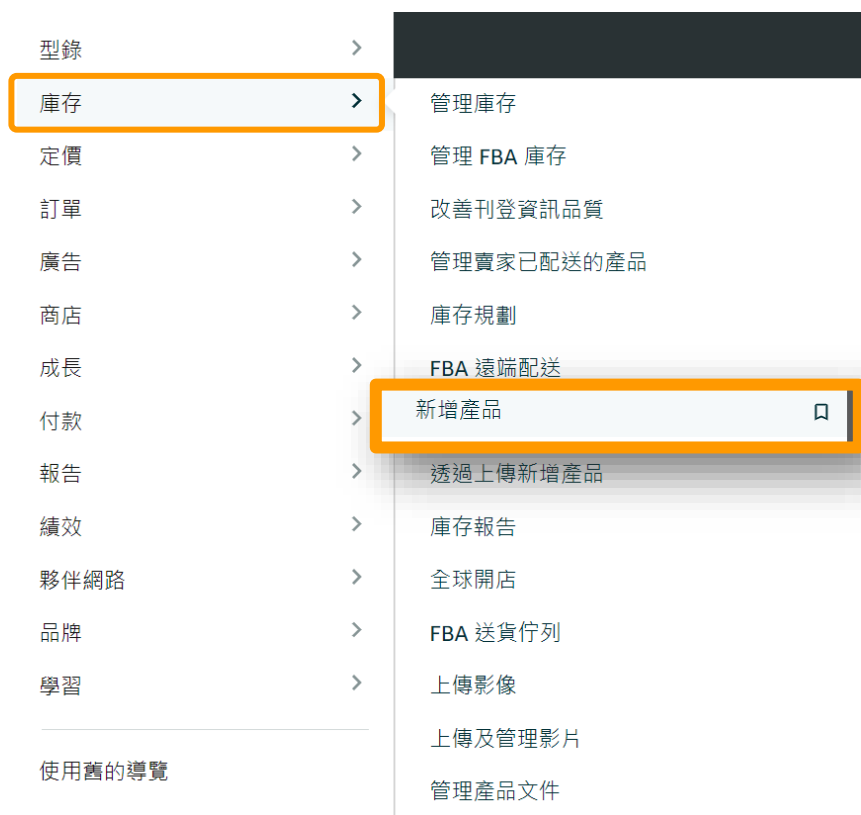 型錄
庫存
定價
訂單
廣告
商店
成長
付款
報告
績效
夥伴網路
品牌
學習
使用舊的導覽
管理庫存
管理 FBA 庫存
改善刊登資訊品質
管理賣家已配送的產品
庫存規劃
FBA 遠端配送
新增產品
透過上傳新增產品
庫存報告
全球開店
FBA 送貨佇列
上傳影像
上傳及管理影片
管理產品文件